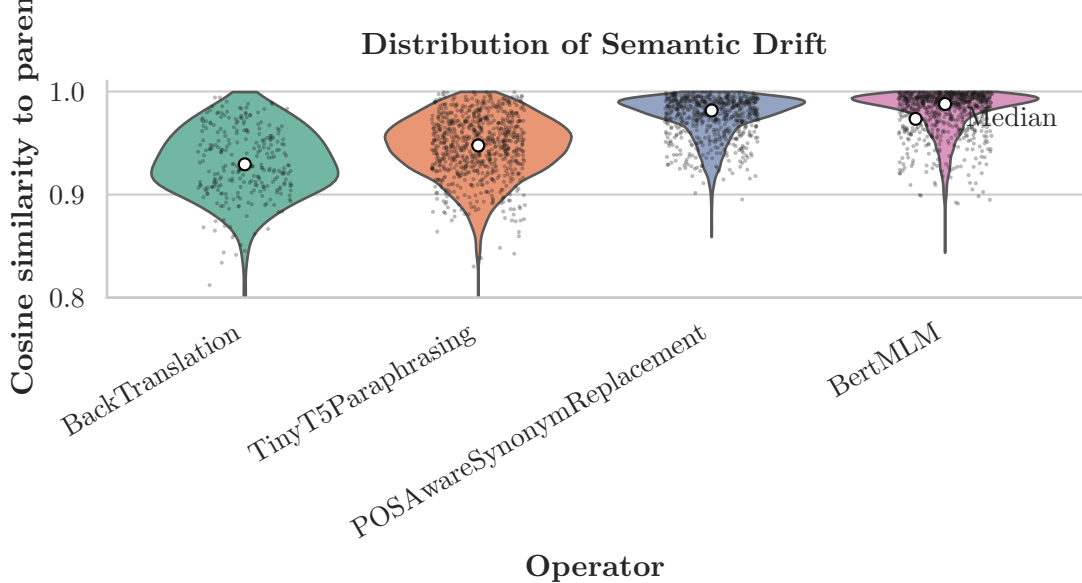 Distribution of Semantic Drift
Cosine similarity to paren
1.0
0.9
0.8
Median
BackTranslation
TinyT5Paraphrasing
POSAwareSynonymReplacement
BertMLM
Operator